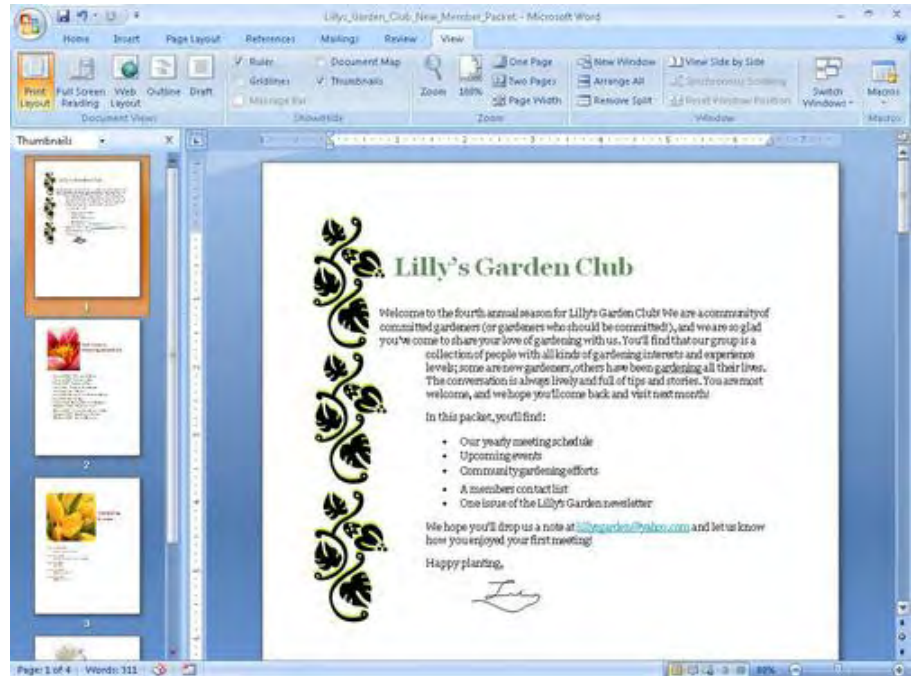 Lillys_Garden_Club_New_Member_Packet - Microsoft Word
Home Insert Page Layout References Mailings Review View
Print Layout
Full Screen Reading
Web Layout
Outline
Draft
Document Views
Ruler
Gridlines
Message Bar
Document Map
Thumbnails
Show/Hide
Zoom
100%
One Page
Two Pages
Page Width
Zoom
New Window
Arrange All
Remove Split
View Side by Side
Synchronous Scrolling
Reset Window Position
Window
Switch Windows
Macros
Macros
Thumbnails
1
2
3
Lilly's Garden Club
Welcome to the fourth annual season for Lilly's Garden Club! We are a community of
committed gardeners (or gardeners who should be committed!), and we are so glad
you've come to share your love of gardening with us. You'll find that our group is a
collection of people with all kinds of gardening interests and experience
levels; some are new gardeners, others have been gardening all their lives.
The conversation is always lively and full of tips and stories. You are most
welcome, and we hope you'll come back and visit next month!
In this packet, you'll find:
• Our yearly meeting schedule
• Upcoming events
• Community gardening efforts
• A members contact list
• One issue of the Lilly's Garden newsletter
We hope you'll drop us a note at lillysgarden@yahoo.com and let us know
how you enjoyed your first meeting!
Happy planting,
Page: 1 of 4 Words: 311
80%